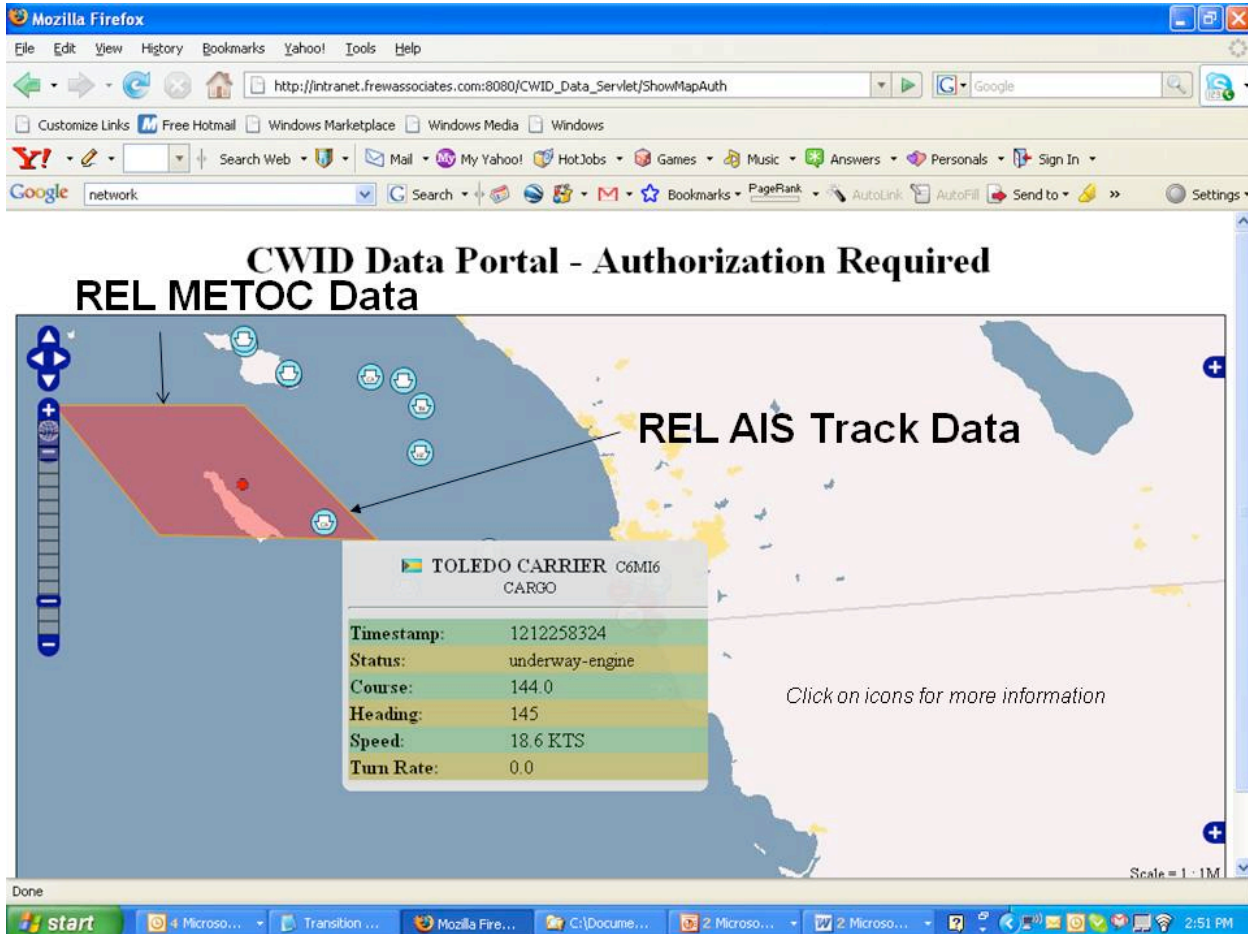 Mozilla Firefox
File Edit View History Bookmarks Yahoo! Tools Help
http://intranet.frewassociates.com:8080/CWID_Data_Servlet/ShowMapAuth
G Google
Customize Links Free Hotmail Windows Marketplace Windows Media Windows
Y! Search Web Mail My Yahoo! HotJobs Games Music Answers Personals Sign In
Google network G Search Bookmarks PageRank AutoLink AutoFill Send to » Settings
CWID Data Portal - Authorization Required
REL METOC Data
REL AIS Track Data
TOLEDO CARRIER C6MI6
CARGO
Timestamp: 1212258324
Status: underway-engine
Course: 144.0
Heading: 145
Speed: 18.6 KTS
Turn Rate: 0.0
Click on icons for more information
Scale = 1 : 1M
Done
start 4 Microso... Transition ... Mozilla Fire... C:\Docume... 2 Microso... 2 Microso... 2:51 PM